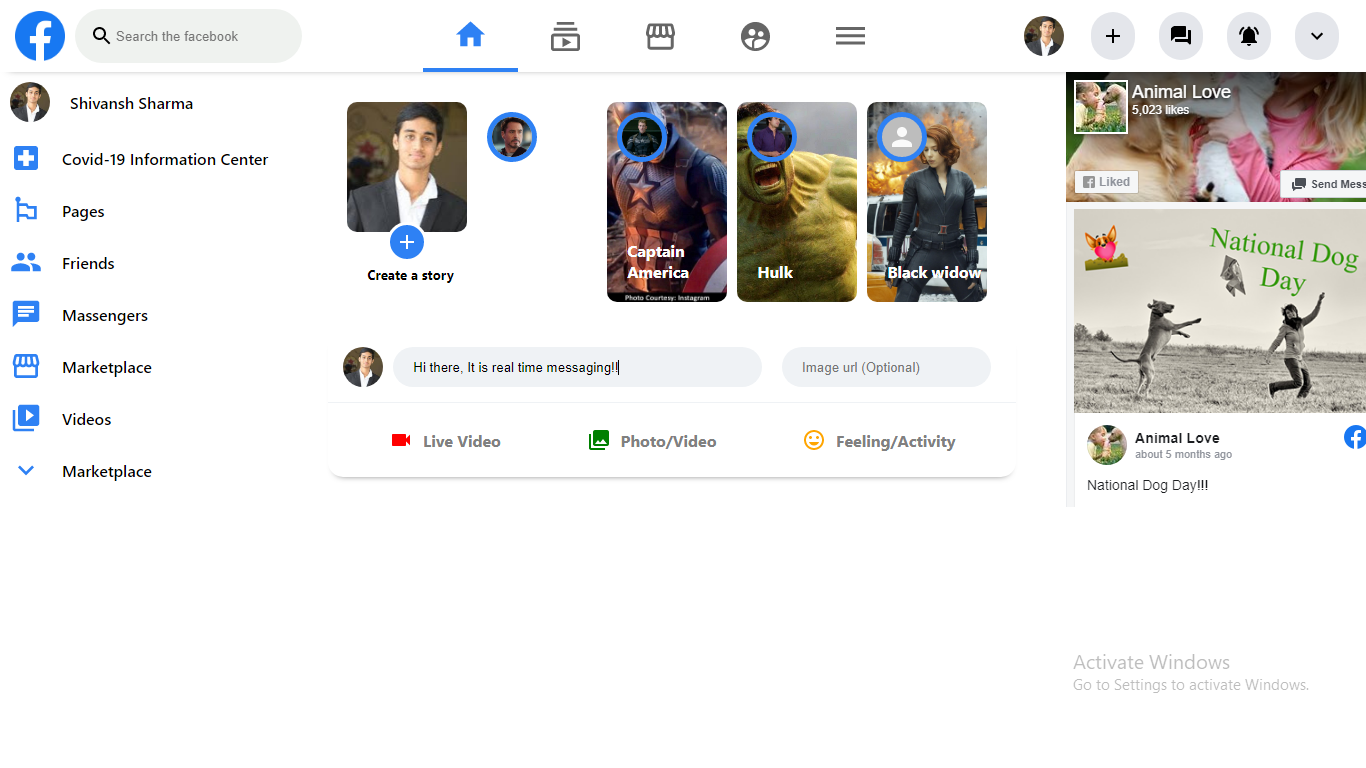 Search the facebook
Shivansh Sharma
Covid-19 Information Center
Pages
Friends
Massengers
Marketplace
Videos
Marketplace
Create a story
Captain
America
Photo Courtesy: Instagram
Hulk
Black widow
Hi there, It is real time messaging!!
Image url (Optional)
Live Video
Photo/Video
Feeling/Activity
Animal Love
5,023 likes
Liked
Send Mess
National Dog
Day
Animal Love
about 5 months ago
National Dog Day!!!
Activate Windows
Go to Settings to activate Windows.